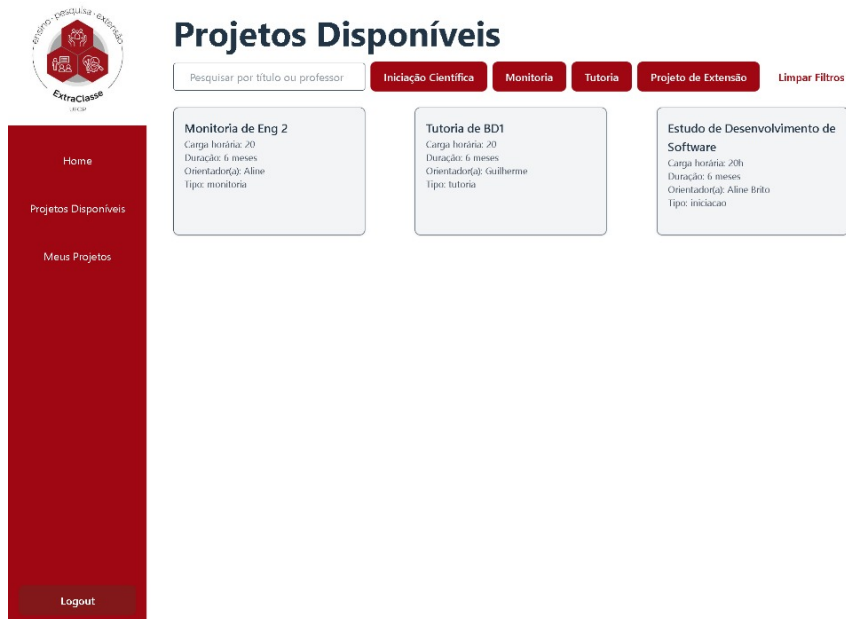 ensino · pesquisa · extensão
ExtraClasse
Projetos Disponíveis
Pesquisar por título ou professor
Iniciação Científica
Monitoria
Tutoria
Projeto de Extensão
Limpar Filtros
Home
Projetos Disponíveis
Meus Projetos
Logout
Monitoria de Eng 2
Carga horária: 20
Duração: 6 meses
Orientador(a): Aline
Tipo: monitoria
Tutoria de BD1
Carga horária: 20
Duração: 6 meses
Orientador(a): Guilherme
Tipo: tutoria
Estudo de Desenvolvimento de
Software
Carga horária: 20h
Duração: 6 meses
Orientador(a): Aline Brito
Tipo: iniciacao